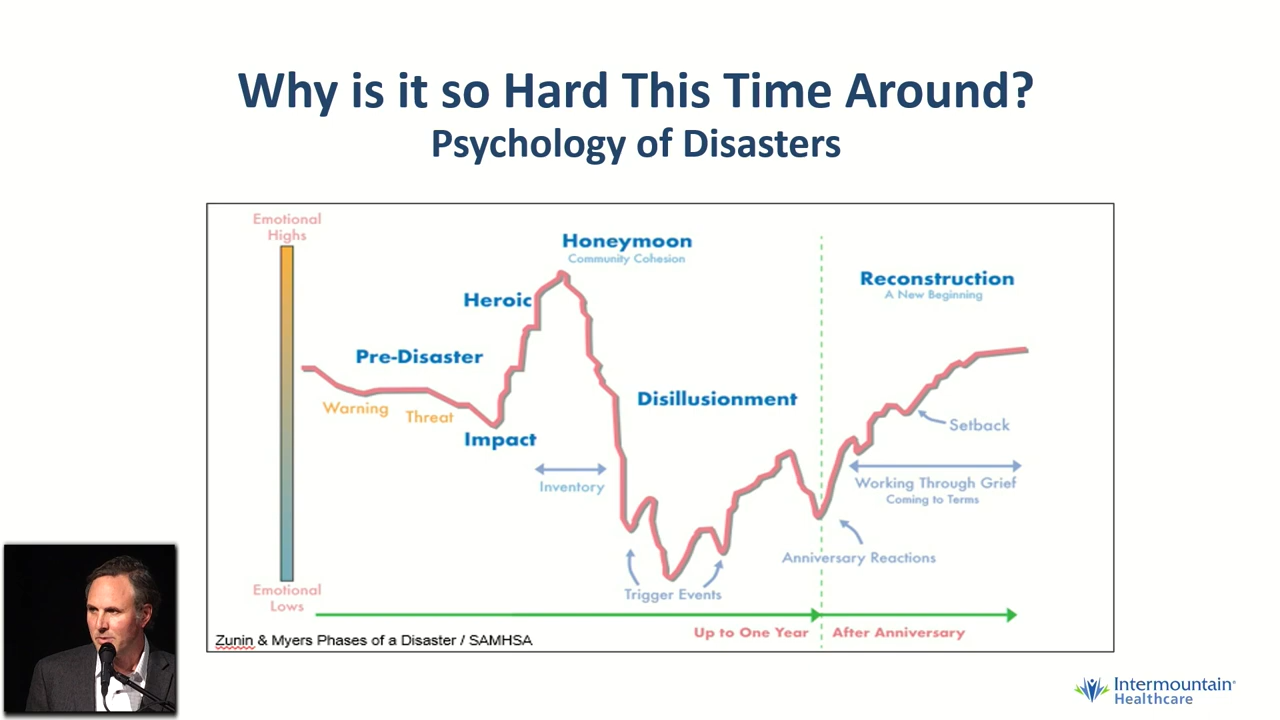 Why is it so Hard This Time Around?
Psychology of Disasters
Emotional
Highs
Honeymoon
Community Cohesion
Reconstruction
A New Beginning
Heroic
Pre-Disaster
Warning
Threat
Disillusionment
Impact
Setback
Inventory
Working Through Grief
Coming to Terms
Anniversary Reactions
Trigger Events
Emotional
Lows
Up to One Year
After Anniversary
Zunin & Myers Phases of a Disaster / SAMHSA
Intermountain®
Healthcare